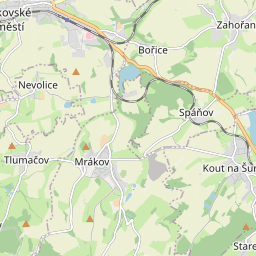 kovské
městí
Zahořan
Bořice
Nevolice
Spáňov
Tlumačov
Mrákov
Kout na Šum
Stare